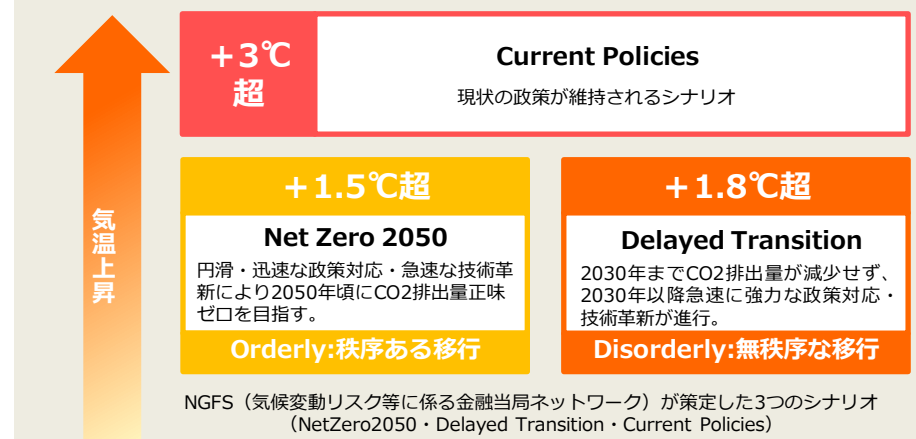 気温上昇
＋3℃
超
Current Policies
現状の政策が維持されるシナリオ
＋1.5℃超
Net Zero 2050
円滑・迅速な政策対応・急速な技術革
新により2050年頃にCO2排出量正味
ゼロを目指す。
Orderly:秩序ある移行
＋1.8℃超
Delayed Transition
2030年までCO2排出量が減少せず、
2030年以降急速に強力な政策対応・
技術革新が進行。
Disorderly:無秩序な移行
NGFS（気候変動リスク等に係る金融当局ネットワーク）が策定した3つのシナリオ
（NetZero2050・Delayed Transition・Current Policies）